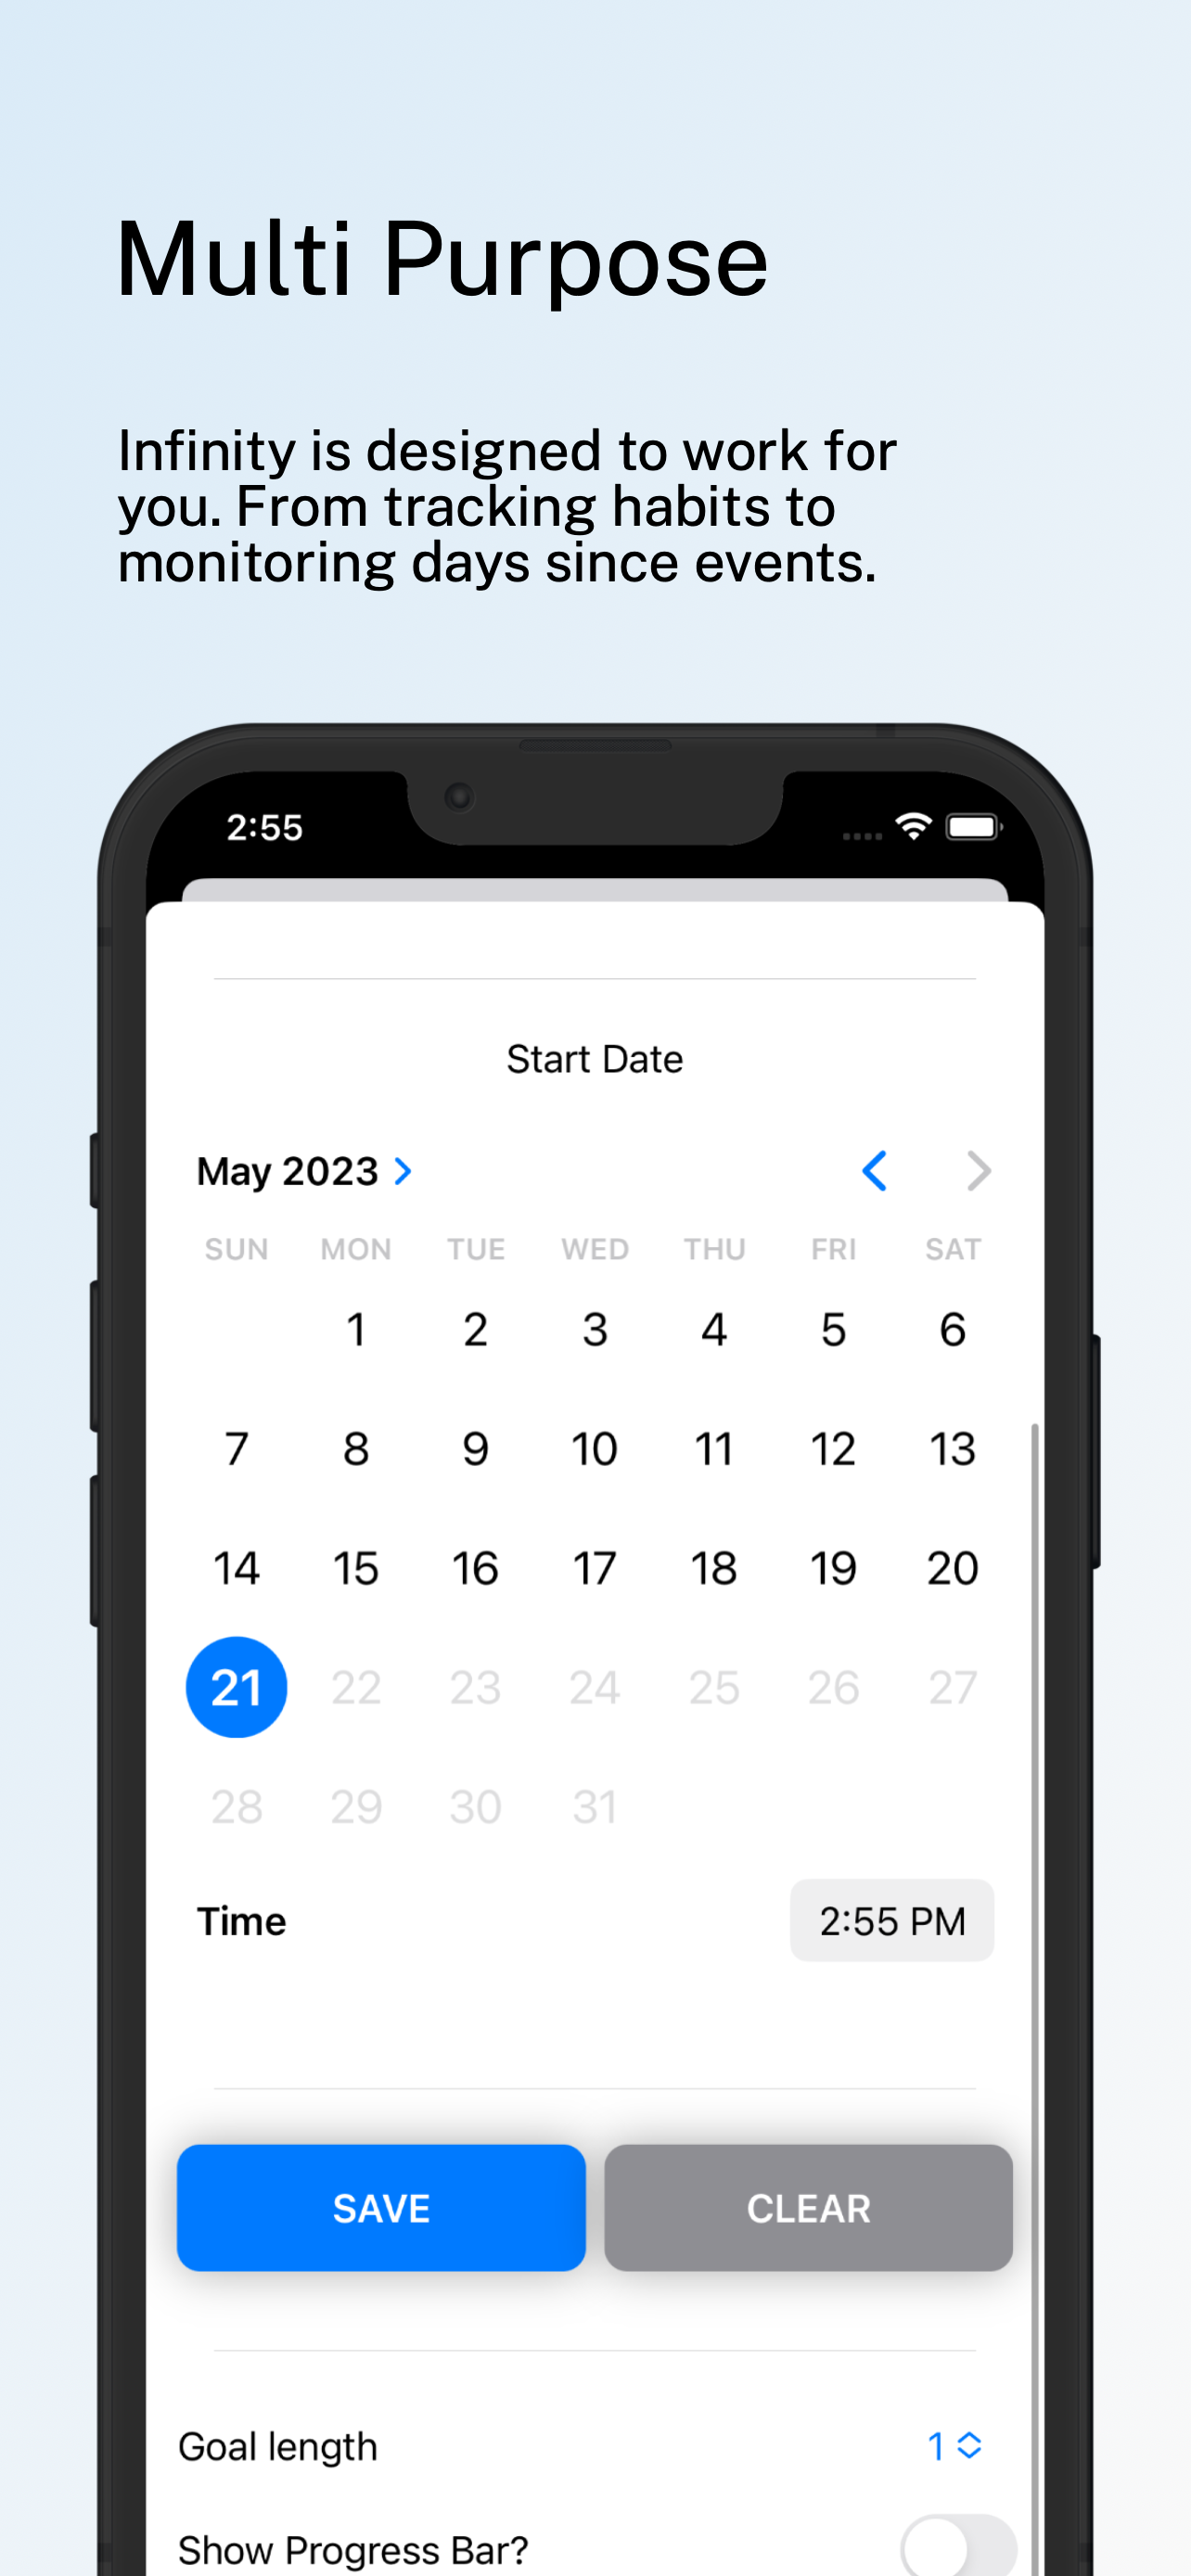 Multi Purpose
Infinity is designed to work for
you. From tracking habits to
monitoring days since events.
2:55
Start Date
May 2023
SUN MON TUE WED THU FRI SAT
1 2 3 4 5 6
7 8 9 10 11 12 13
14 15 16 17 18 19 20
21 22 23 24 25 26 27
28 29 30 31
Time 2:55 PM
SAVE CLEAR
Goal length 1
Show Progress Bar?